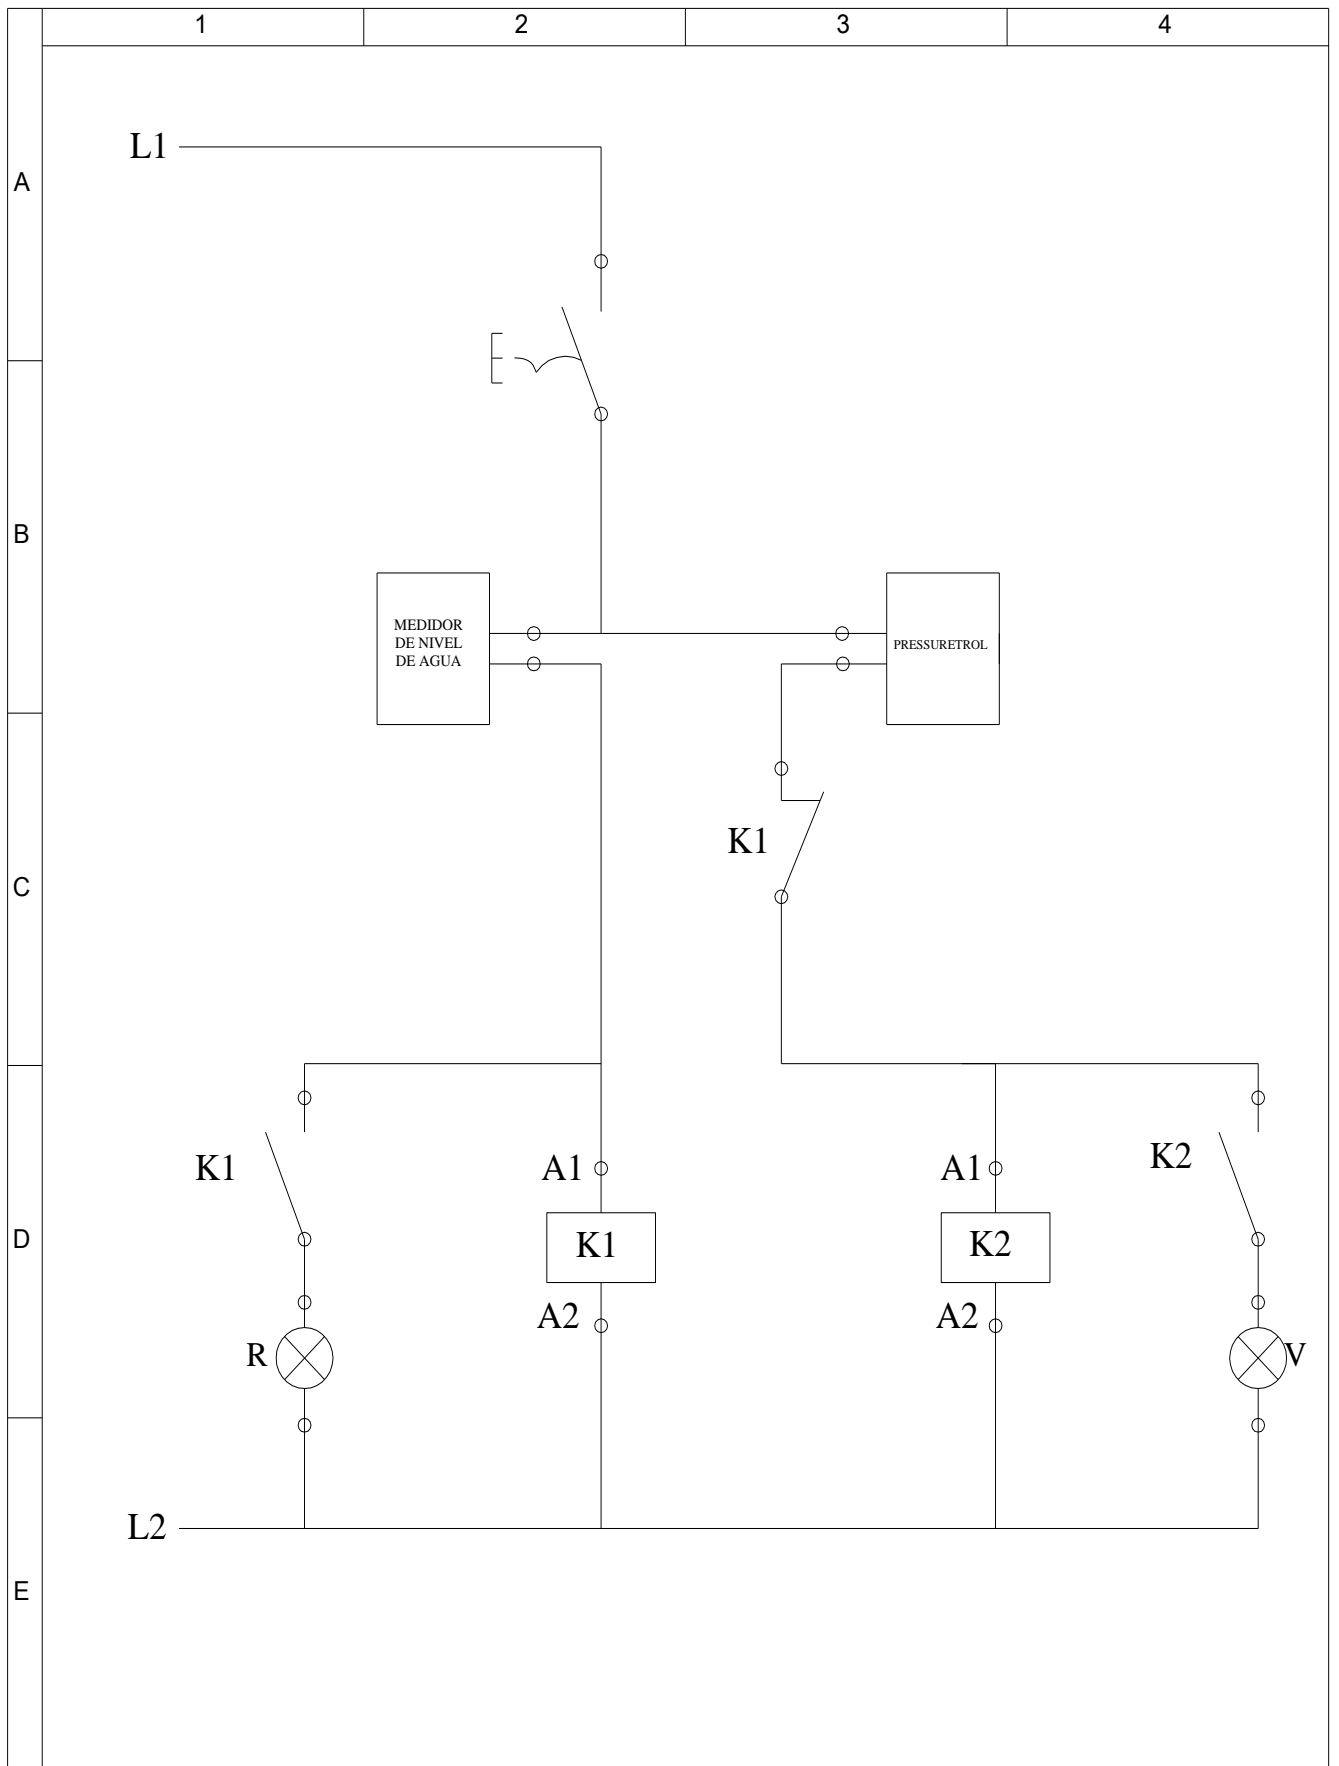 1 2 3 4
L1
A
B
MEDIDOR
DE NIVEL
DE AGUA
PRESSURETROL
K1
C
K1
A1
A1
K2
D
K1
K2
A2
A2
R
V
L2
E